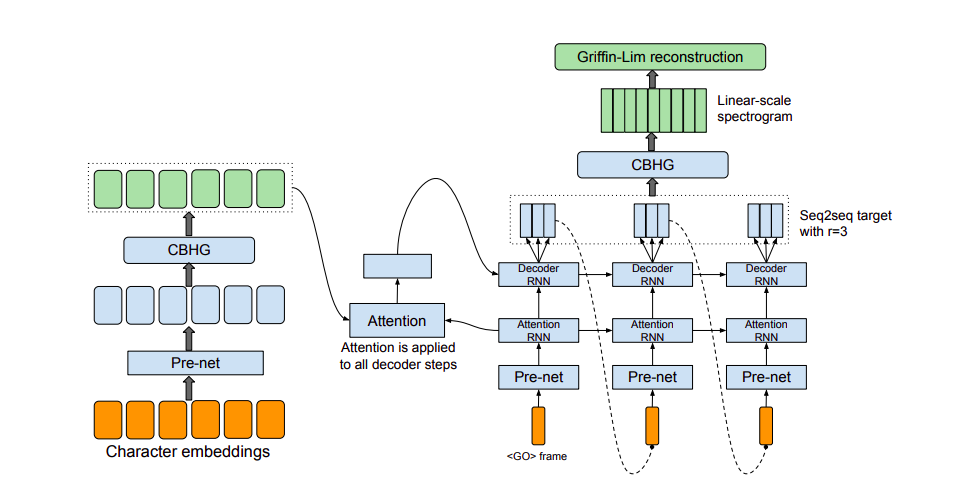 Griffin-Lim reconstruction
Linear-scale
spectrogram
CBHG
Seq2seq target
with r=3
CBHG
Pre-net
Character embeddings
Attention
Attention is applied
to all decoder steps
Decoder
RNN
Decoder
RNN
Decoder
RNN
Attention
RNN
Attention
RNN
Attention
RNN
Pre-net
Pre-net
Pre-net
<GO> frame